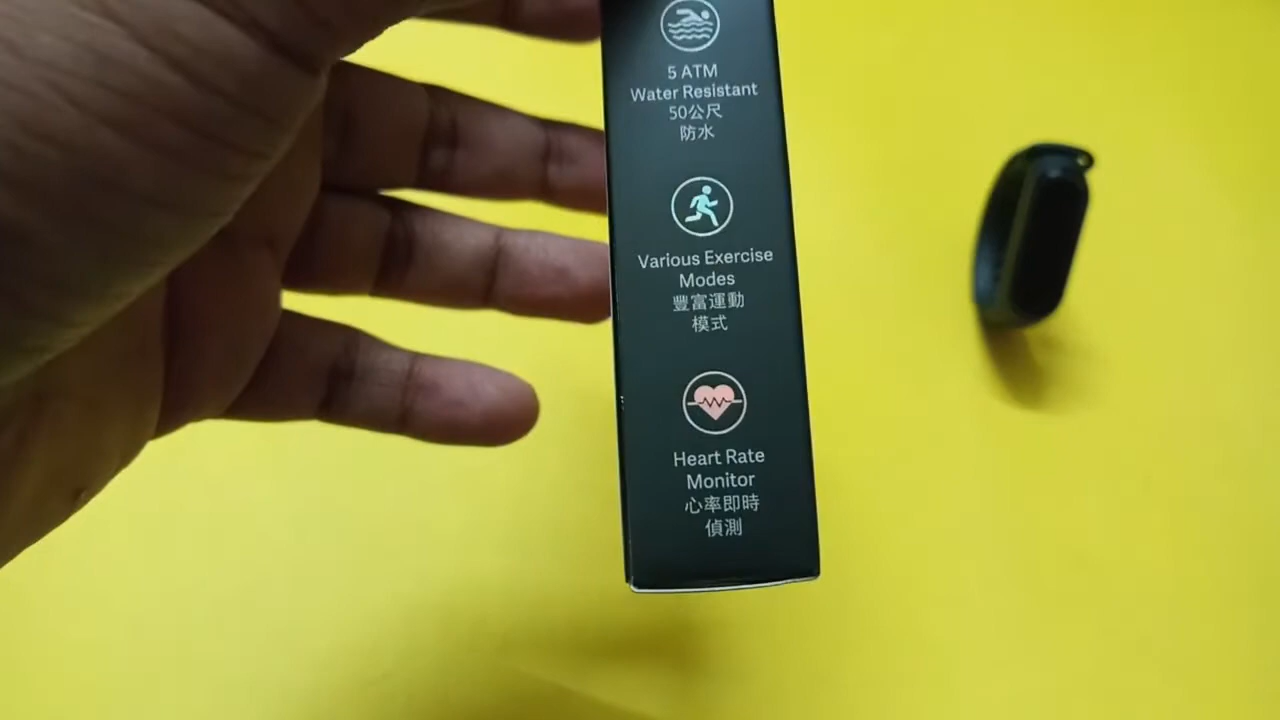 5 ATM
Water Resistant
50公尺
防水
Various Exercise
Modes
豐富運動
模式
Heart Rate
Monitor
心率即時
偵測